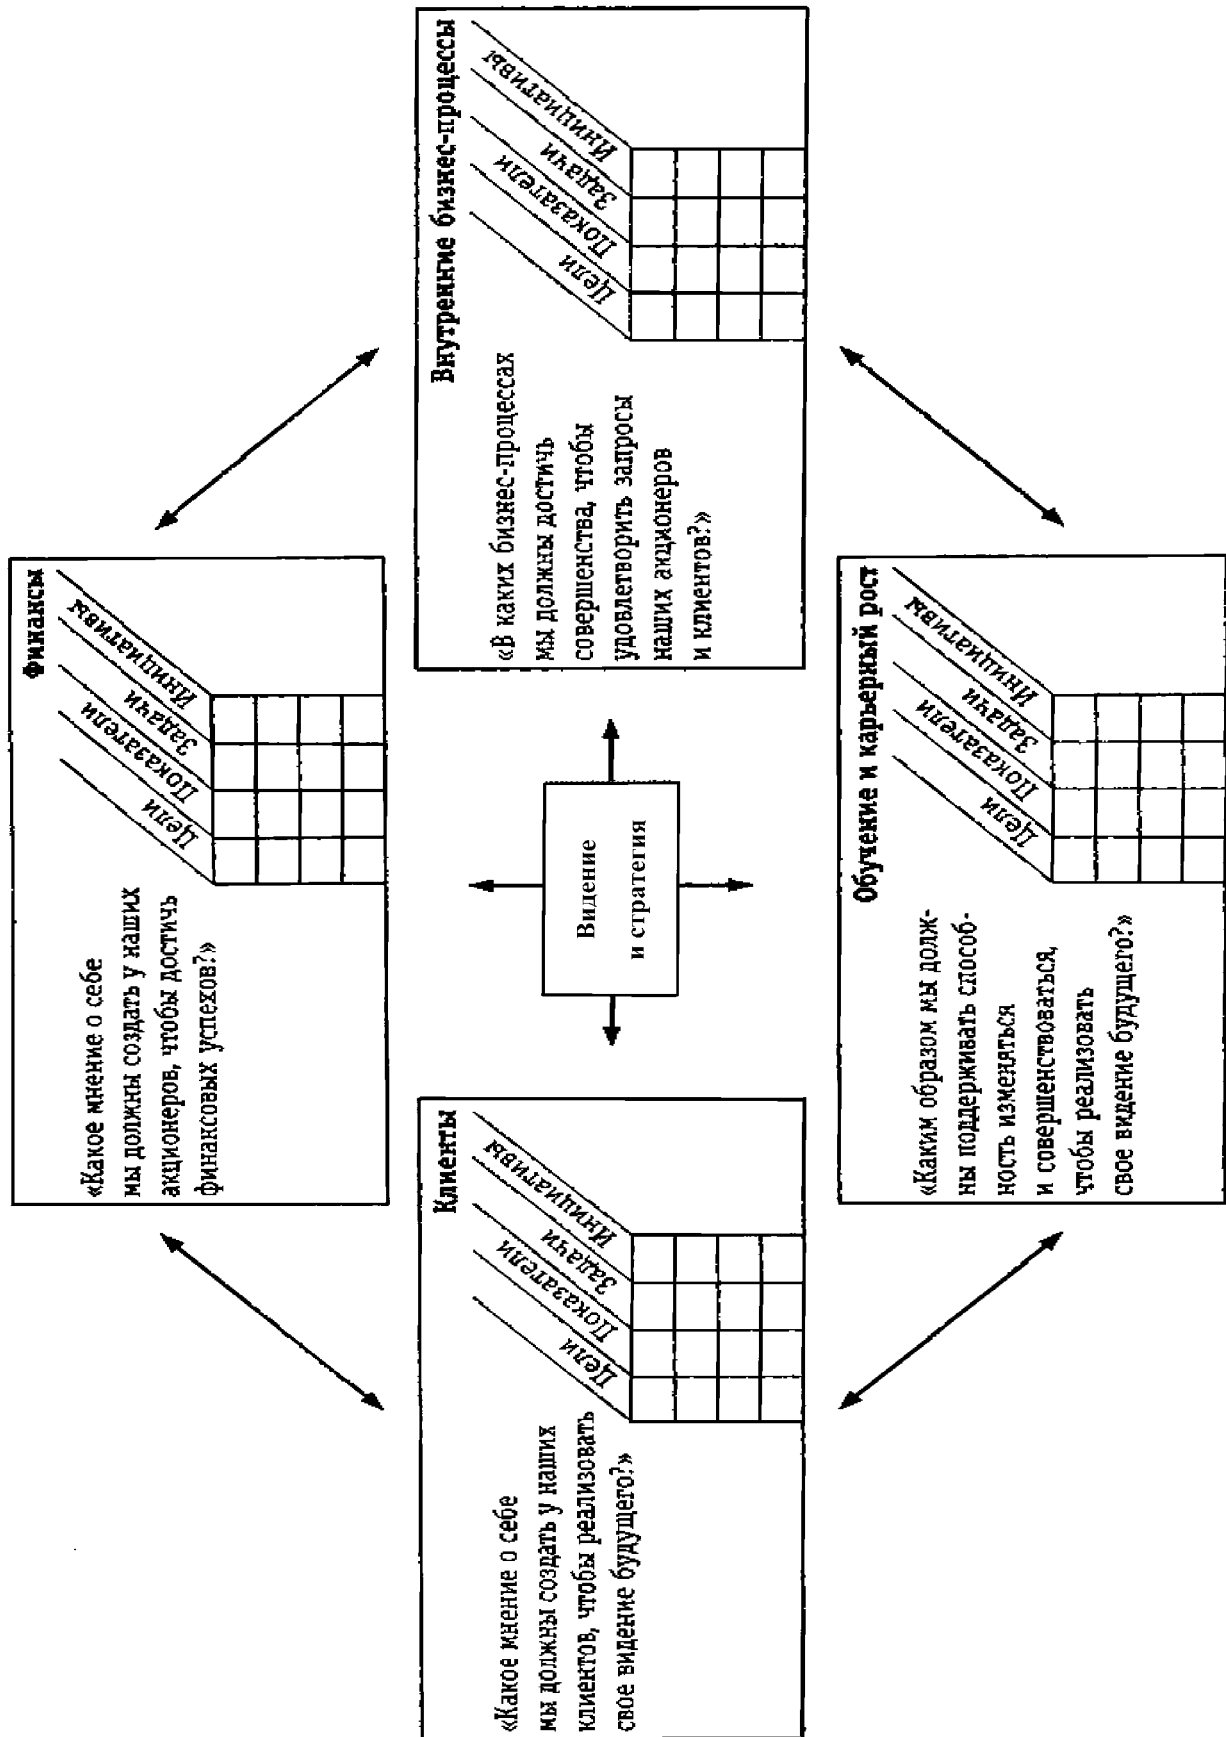 Финансы
«Какое мнение о себе
мы должны создать у наших
акционеров, чтобы достичь
финансовых успехов?»
Цели
Показатели
Задачи
Инициативы
Клиенты
«Какое мнение о себе
мы должны создать у наших
клиентов, чтобы реализовать
свое видение будущего?»
Цели
Показатели
Задачи
Инициативы
Видение
и стратегия
Внутренние бизнес-процессы
«В каких бизнес-процессах
мы должны достичь
совершенства, чтобы
удовлетворить запросы
наших акционеров
и клиентов?»
Цели
Показатели
Задачи
Инициативы
Обучение и карьерный рост
«Каким образом мы долж-
ны поддерживать способ-
ность изменяться
и совершенствоваться,
чтобы реализовать
свое видение будущего?»
Цели
Показатели
Задачи
Инициативы